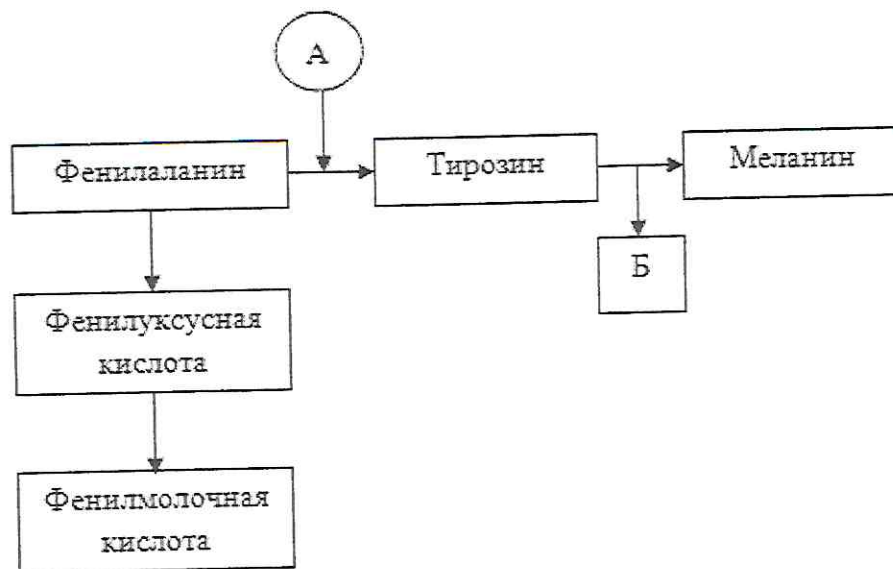 А
Фенилаланин
Тирозин
Меланин
Б
Фенилуксусная
кислота
Фенилмолочная
кислота